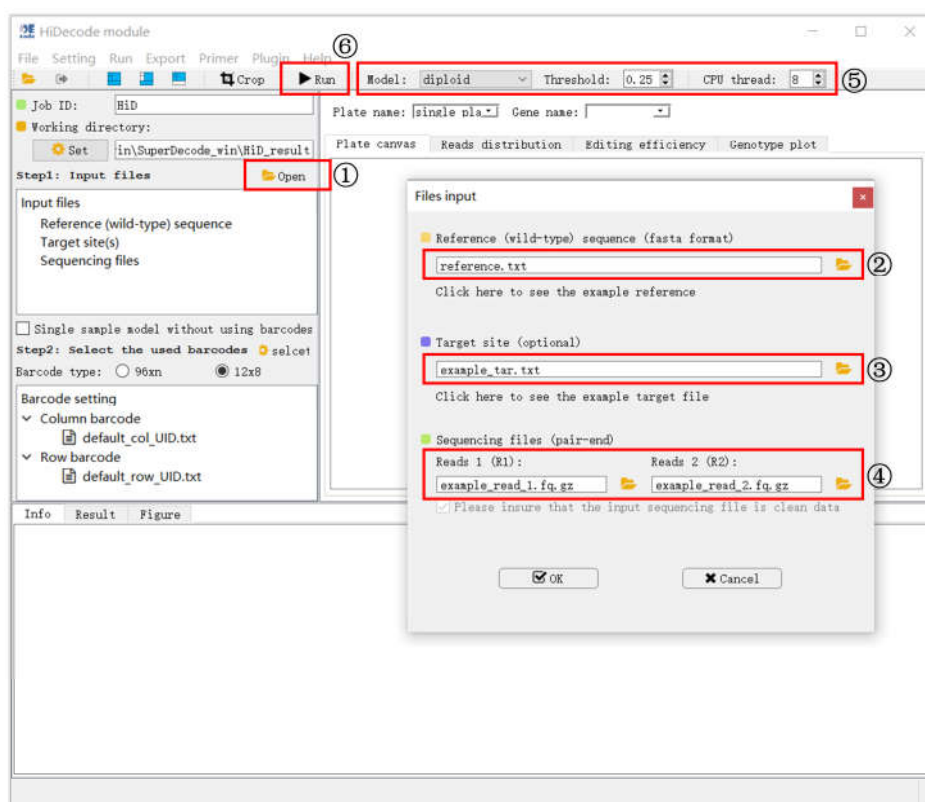 HiDecode module
File Setting Run Export Primer Plugin Help
⑥
Crop Run Model: diploid Threshold: 0.25 CPU thread: 8 ⑤
Job ID: HiD
Working directory:
Set in\SuperDecode_win\HiD_result
Step1: Input files Open ①
Input files
Reference (wild-type) sequence
Target site(s)
Sequencing files
Single sample model without using barcodes
Step2: Select the used barcodes selcet
Barcode type: 96xn 12x8
Barcode setting
Column barcode
default_col_UID.txt
Row barcode
default_row_UID.txt
Plate name: single pla Gene name:
Plate canvas Reads distribution Editing efficiency Genotype plot
Files input
Reference (wild-type) sequence (fasta format)
reference.txt ②
Click here to see the example reference
Target site (optional)
example_tar.txt ③
Click here to see the example target file
Sequencing files (pair-end)
Reads 1 (R1): Reads 2 (R2):
example_read_1.fq.gz example_read_2.fq.gz ④
Please insure that the input sequencing file is clean data
OK Cancel
Info Result Figure